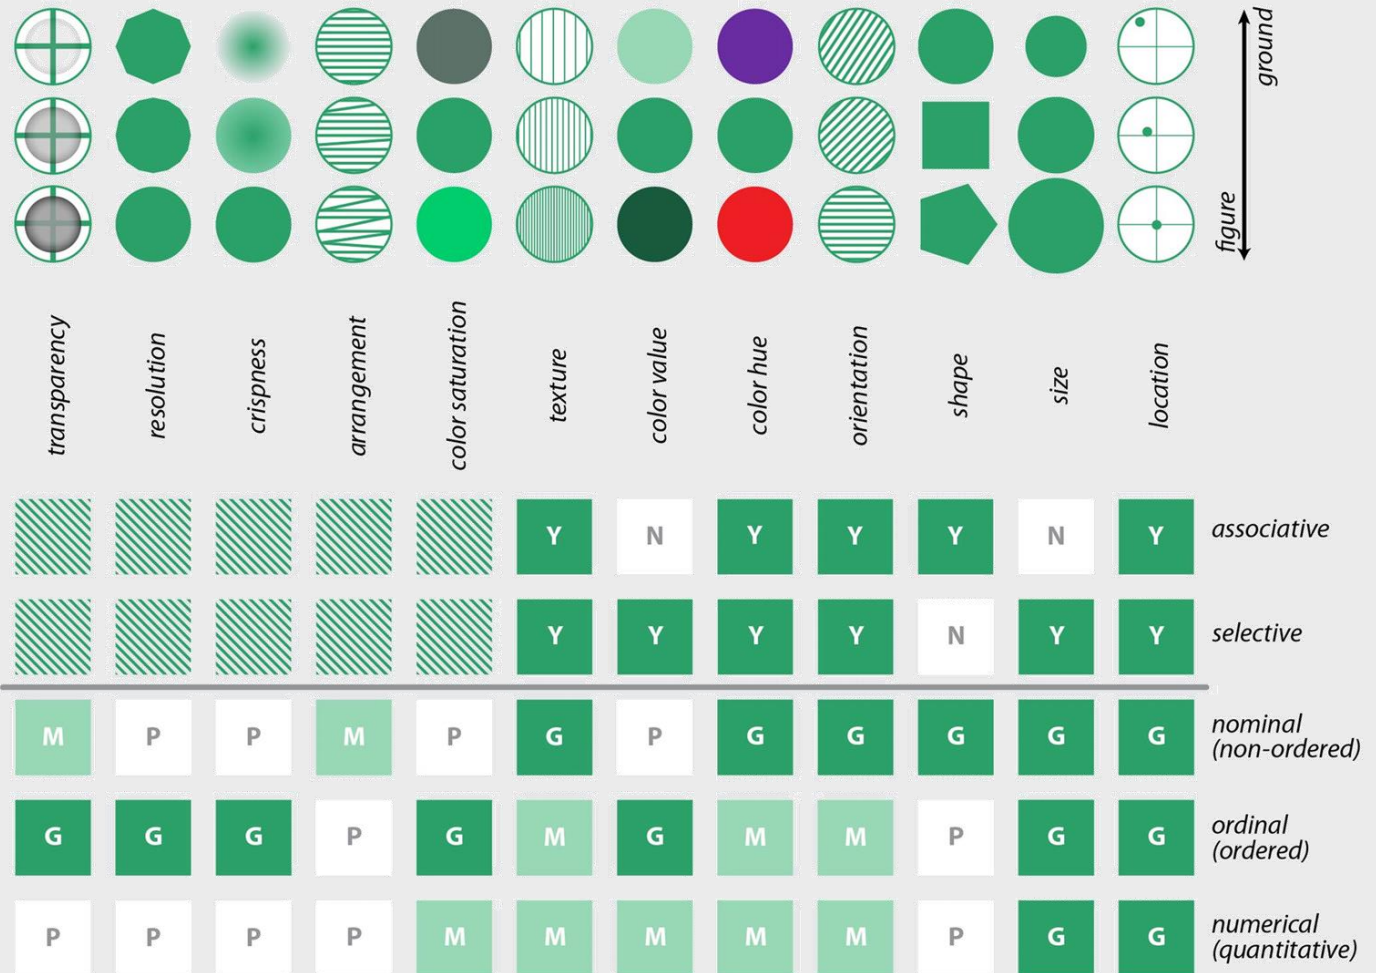 ground
figure
transparency
resolution
crispness
arrangement
color saturation
texture
color value
color hue
orientation
shape
size
location
Y N Y Y Y N Y associative
Y Y Y Y N Y Y selective
M P P M P G P G G G G G nominal
(non-ordered)
G G G P G M G M M P G G ordinal
(ordered)
P P P P M M M M M P G G numerical
(quantitative)